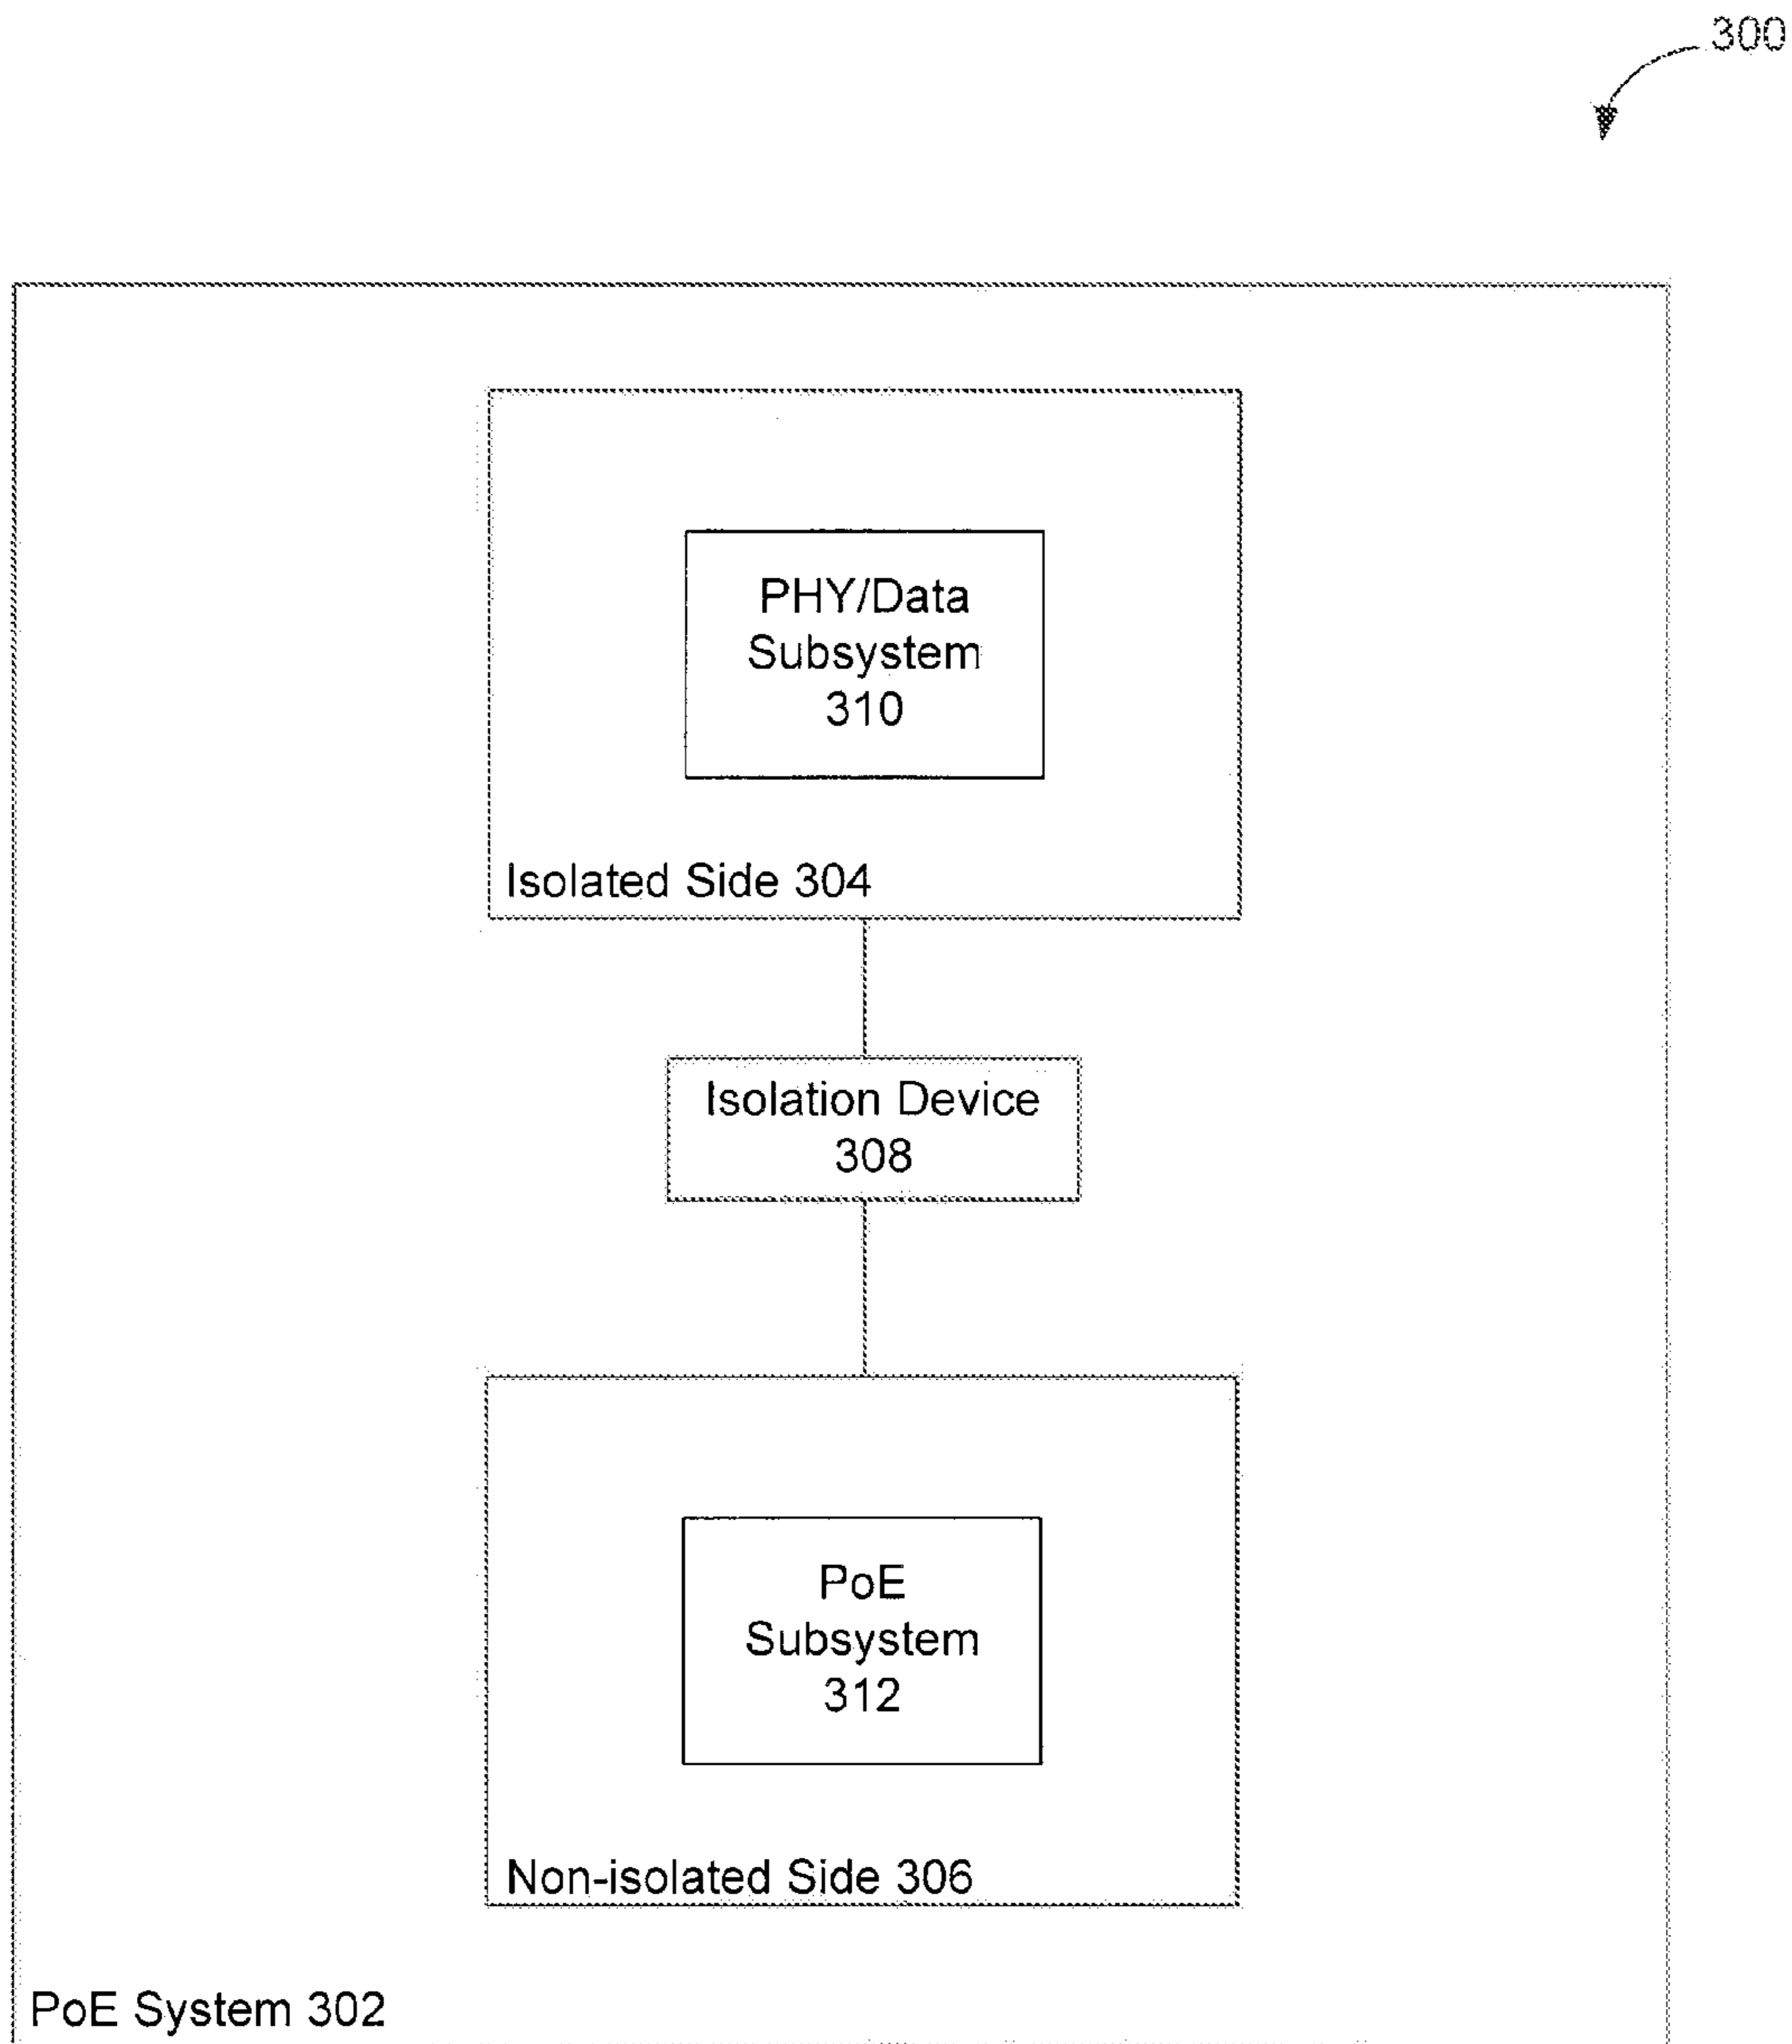 300
PHY/Data
Subsystem
310
Isolated Side 304
Isolation Device
308
PoE
Subsystem
312
Non-isolated Side 306
PoE System 302